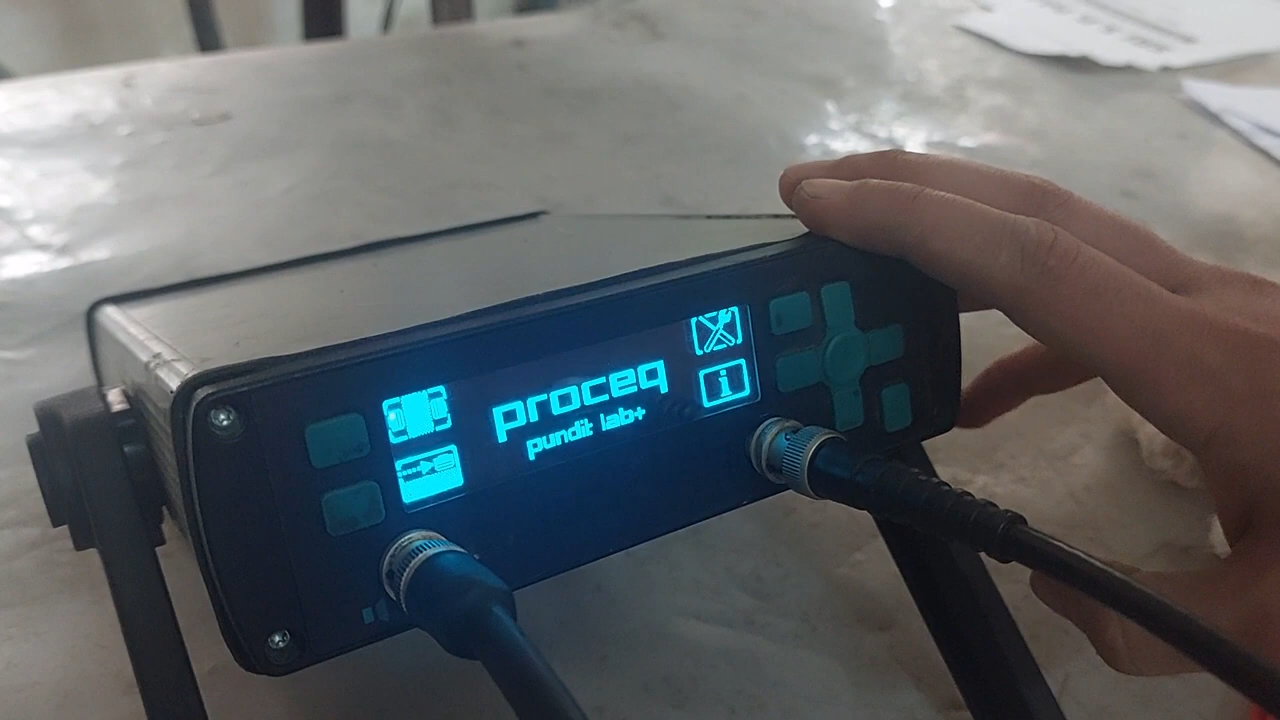 proceq
pundit lab+
i